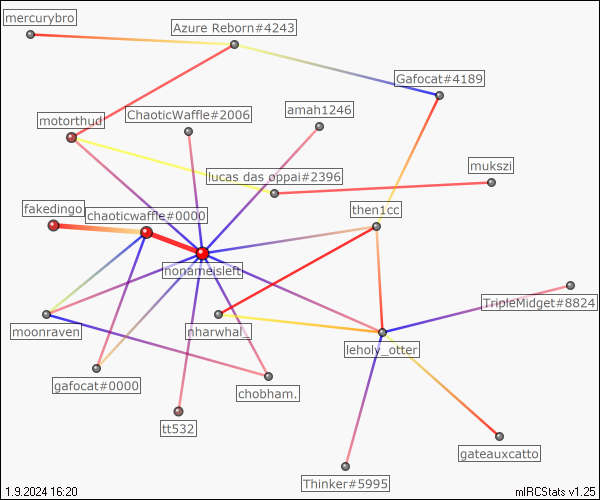 mercurybro
Azure Reborn#4243
Gafocat#4189
motorthud
ChaoticWaffle#2006
amah1246
mukszi
lucas das oppai#2396
fakedingo
chaoticwaffle#0000
then1cc
nonameisleft
TripleMidget#8824
moonraven
nharwhal_
leholy_otter
gafocat#0000
chobham.
tt532
gateauxcatto
Thinker#5995
1.9.2024 16:20
mIRCStats v1.25